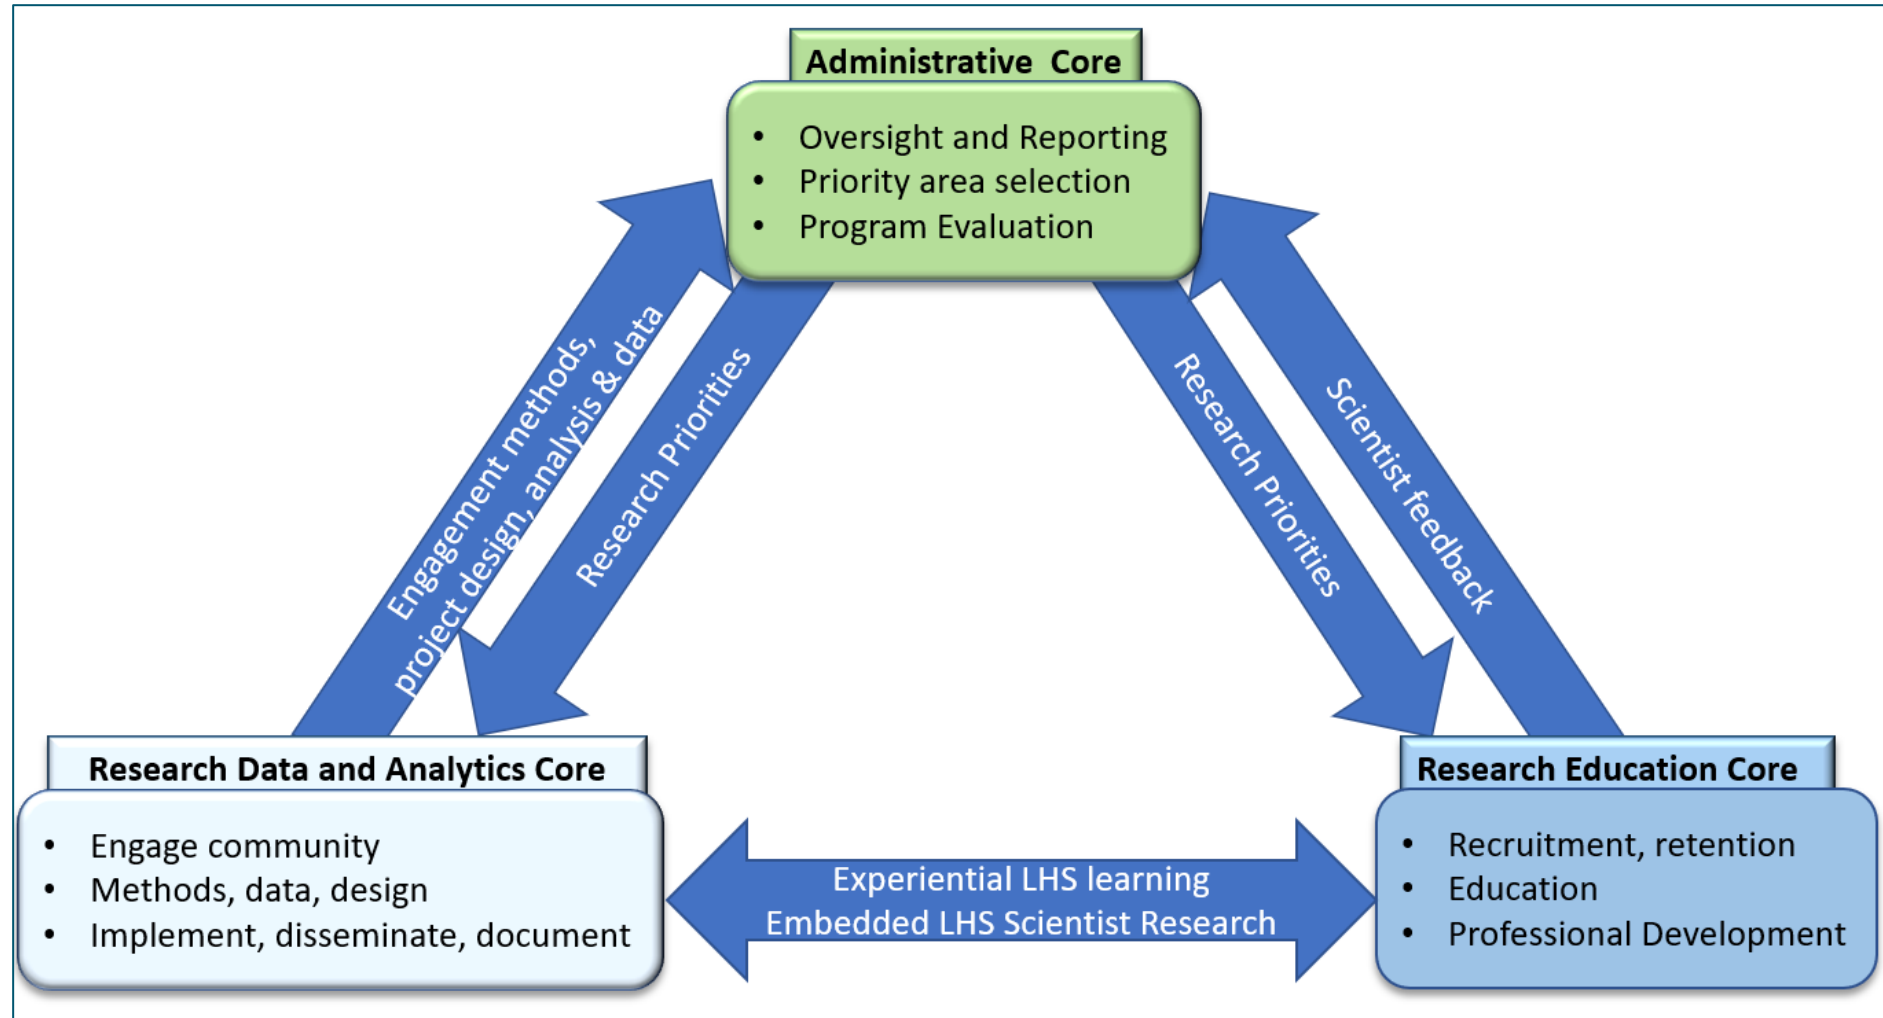 Administrative  Core
• Oversight and Reporting
• Priority area selection
• Program Evaluation
Engagement methods,
project design, analysis & data
Research Priorities
Research Priorities
Scientist feedback
Research Data and Analytics Core
• Engage community
• Methods, data, design
• Implement, disseminate, document
Experiential LHS learning
Embedded LHS Scientist Research
Research Education Core
• Recruitment, retention
• Education
• Professional Development